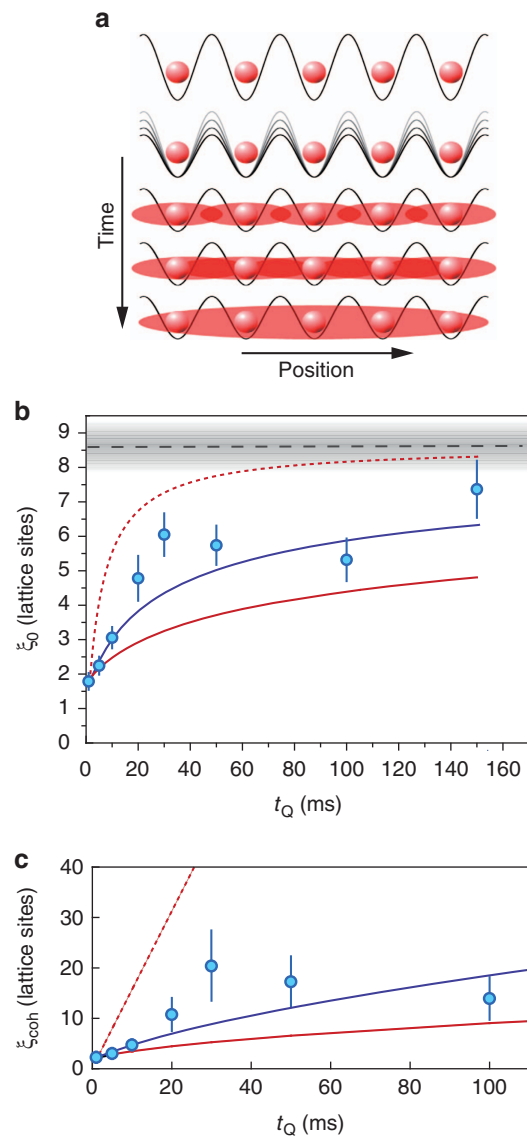 a
Time
Position
b
9
8
7
6
5
4
3
2
1
0
ξ0 (lattice sites)
0 20 40 60 80 100 120 140 160
tQ (ms)
c
40
30
20
10
0
ξcoh (lattice sites)
0 20 40 60 80 100
tQ (ms)